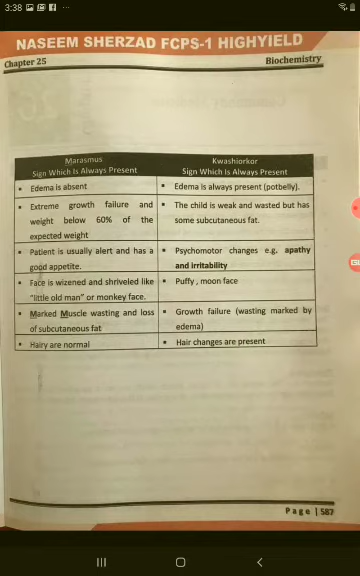 3:38
NASEEM SHERZAD FCPS-1 HIGHYIELD
Chapter 25
Biochemistry
Marasmus
Sign Which Is Always Present
Kwashiorkor
Sign Which Is Always Present
▪ Edema is absent
▪ Edema is always present (potbelly).
▪ Extreme growth failure and
weight below 60% of the
expected weight
▪ The child is weak and wasted but has
some subcutaneous fat.
▪ Patient is usually alert and has a
good appetite.
▪ Psychomotor changes e.g. apathy
and irritability
▪ Face is wizened and shriveled like
"little old man" or monkey face.
▪ Puffy, moon face
▪ Marked Muscle wasting and loss
of subcutaneous fat
▪ Growth failure (wasting marked by
edema)
▪ Hairy are normal
▪ Hair changes are present
Page | 587